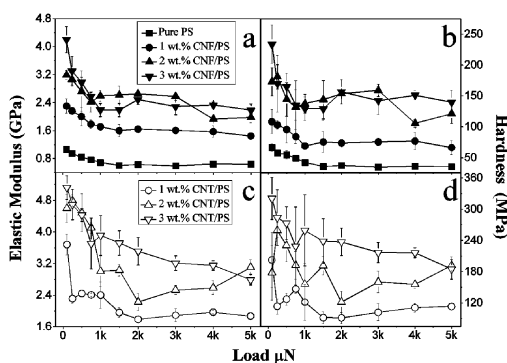 4.8
4.0
3.2
2.4
1.6
0.8
Pure PS
1 wt.% CNF/PS
2 wt.% CNF/PS
3 wt.% CNF/PS
a
b
250
200
150
100
50
Elastic Modulus (GPa)
Hardness (MPa)
4.8
4.0
3.2
2.4
1.6
1 wt.% CNT/PS
2 wt.% CNT/PS
3 wt.% CNT/PS
c
d
360
300
240
180
120
0 1k 2k 3k 4k 5k
0 1k 2k 3k 4k 5k
Load μN